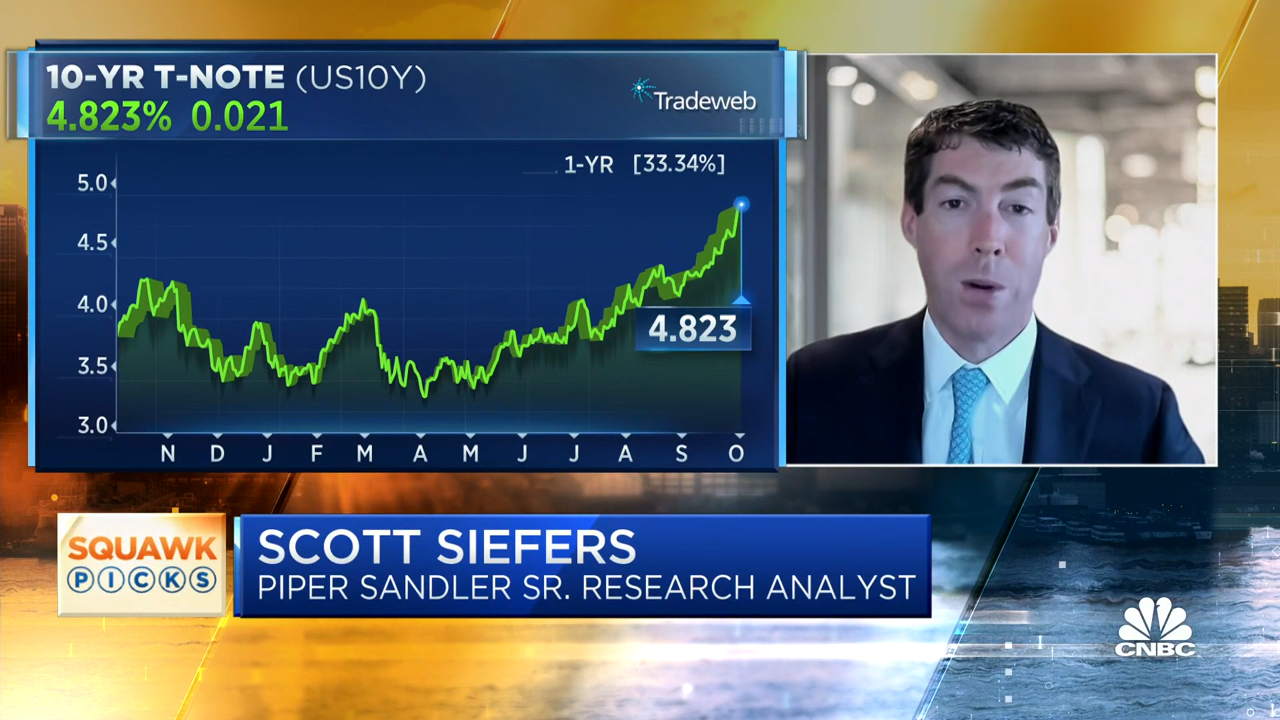 10-YR T-NOTE (US10Y)
4.823% 0.021
Tradeweb
1-YR [33.34%]
5.0
4.5
4.0
3.5
3.0
4.823
N D J F M A M J J A S O
SQUAWK
PICKS
SCOTT SIEFERS
PIPER SANDLER SR. RESEARCH ANALYST
CNBC